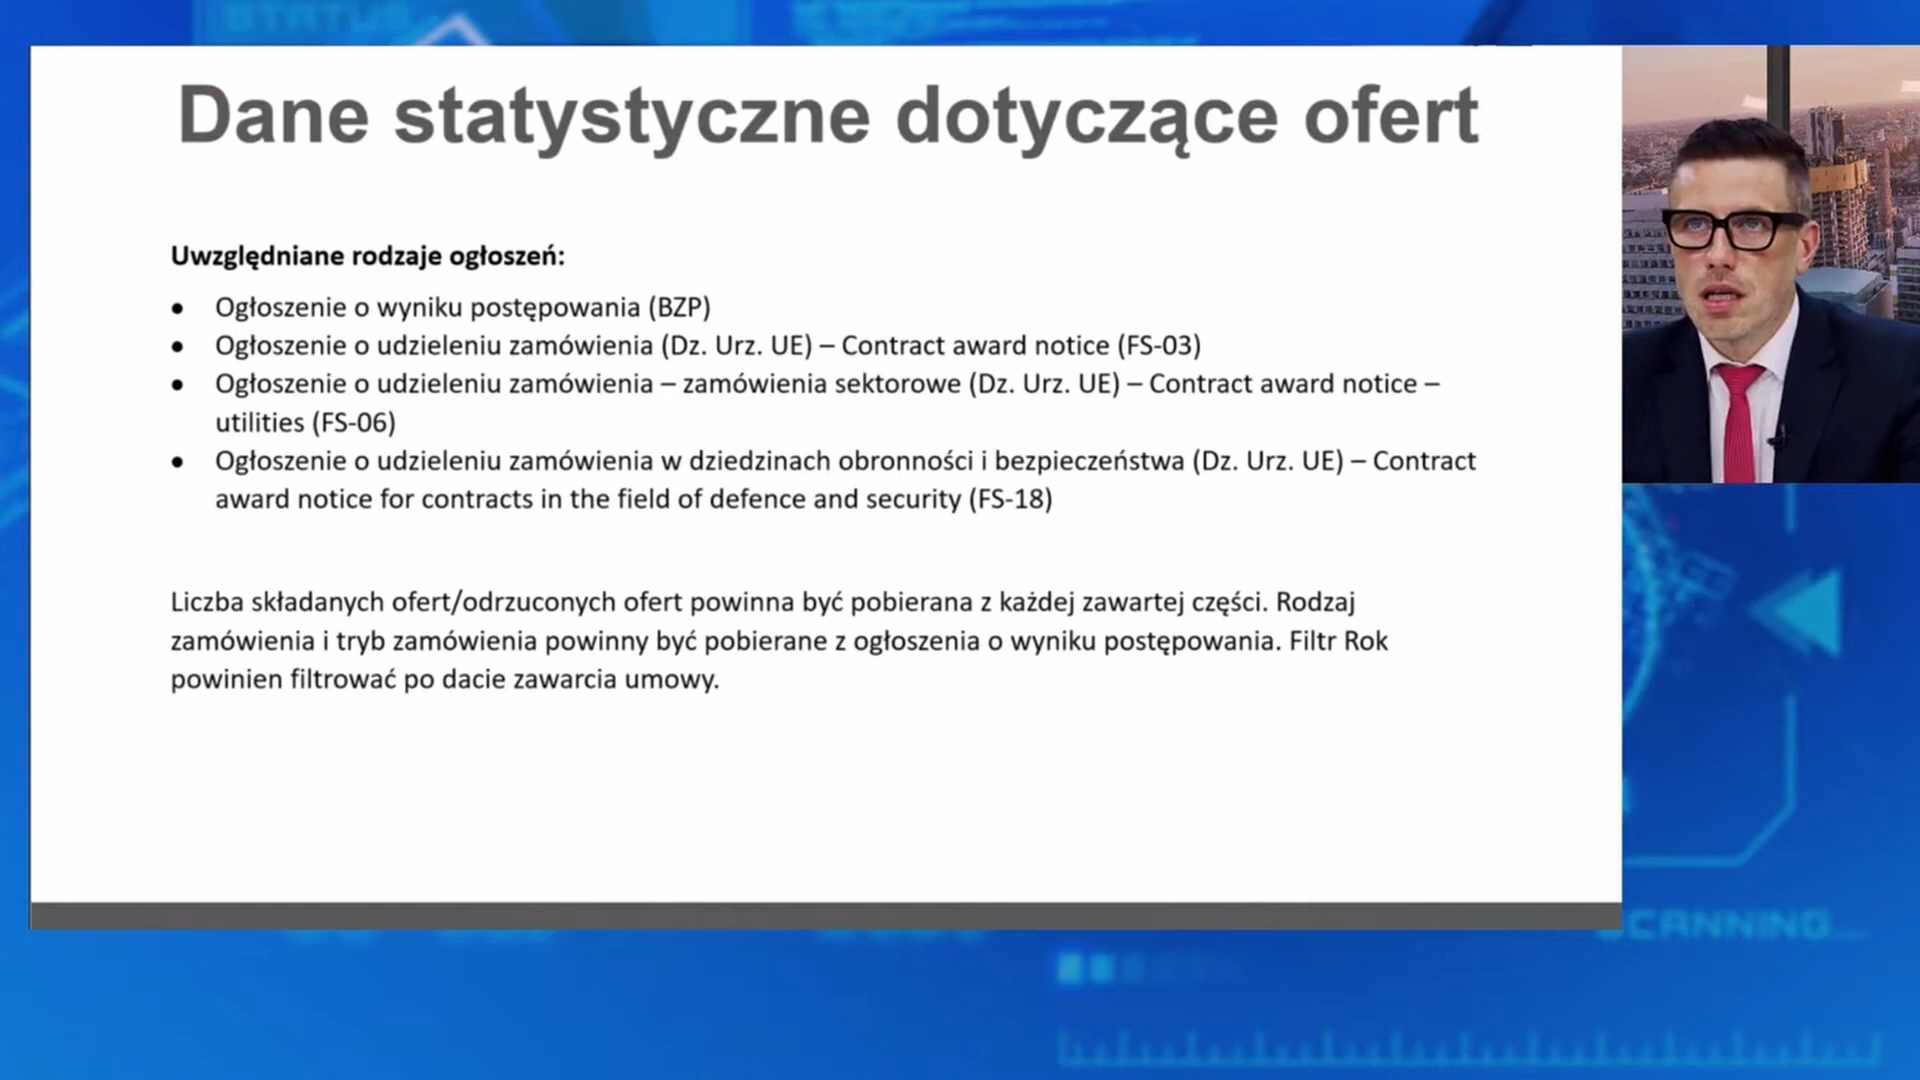 STATUS
Dane statystyczne dotyczące ofert
Uwzględniane rodzaje ogłoszeń:
• Ogłoszenie o wyniku postępowania (BZP)
• Ogłoszenie o udzieleniu zamówienia (Dz. Urz. UE) – Contract award notice (FS-03)
• Ogłoszenie o udzieleniu zamówienia – zamówienia sektorowe (Dz. Urz. UE) – Contract award notice –
utilities (FS-06)
• Ogłoszenie o udzieleniu zamówienia w dziedzinach obronności i bezpieczeństwa (Dz. Urz. UE) – Contract
award notice for contracts in the field of defence and security (FS-18)
Liczba składanych ofert/odrzuconych ofert powinna być pobierana z każdej zawartej części. Rodzaj
zamówienia i tryb zamówienia powinny być pobierane z ogłoszenia o wyniku postępowania. Filtr Rok
powinien filtrować po dacie zawarcia umowy.
SCANNING...